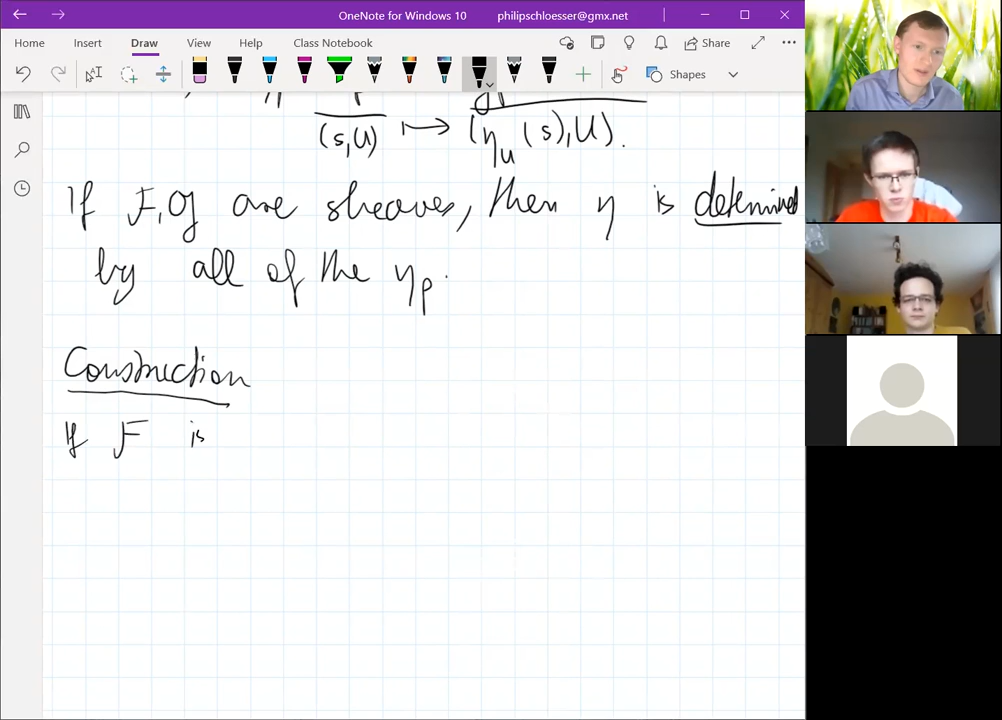 OneNote for Windows 10 philipschloesser@gmx.net
Home Insert Draw View Help Class Notebook Share
Shapes
(s,U) ↦ (η_U (s), U).
If F, G are sheaves, then η is determined
by all of the η_p.
Construction
If F is